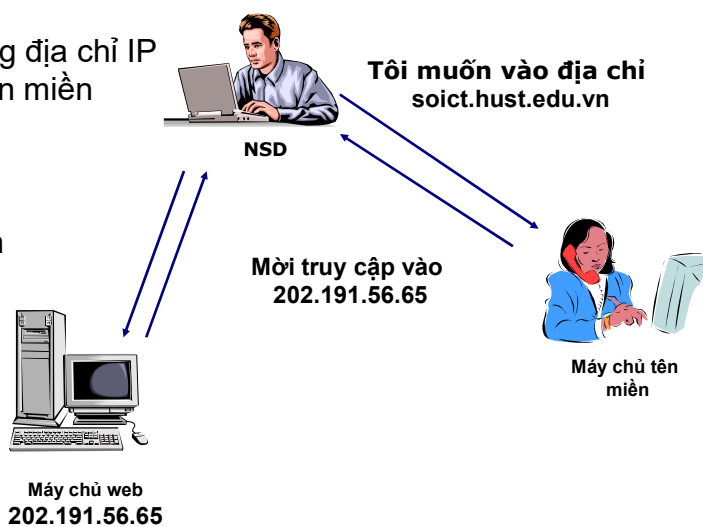 g địa chỉ IP
n miền
Tôi muốn vào địa chỉ
soict.hust.edu.vn
NSD
Mời truy cập vào
202.191.56.65
Máy chủ tên
miền
Máy chủ web
202.191.56.65